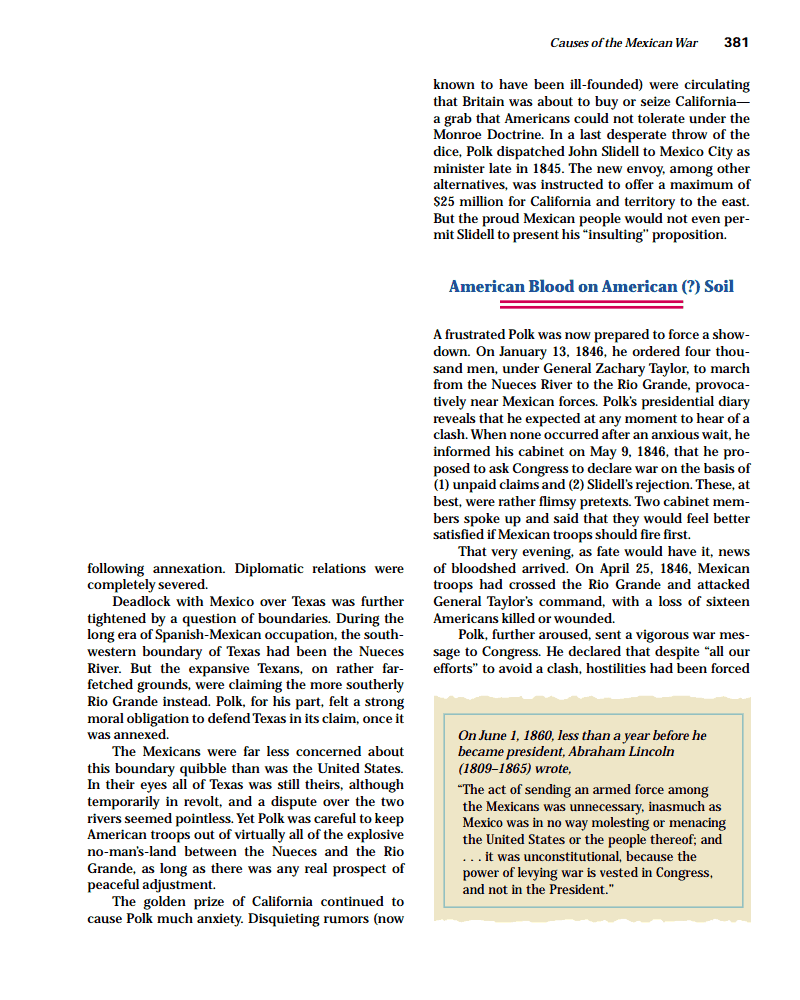 Causes of the Mexican War 381
following annexation. Diplomatic relations were
completely severed.
Deadlock with Mexico over Texas was further
tightened by a question of boundaries. During the
long era of Spanish-Mexican occupation, the south-
western boundary of Texas had been the Nueces
River. But the expansive Texans, on rather far-
fetched grounds, were claiming the more southerly
Rio Grande instead. Polk, for his part, felt a strong
moral obligation to defend Texas in its claim, once it
was annexed.
The Mexicans were far less concerned about
this boundary quibble than was the United States.
In their eyes all of Texas was still theirs, although
temporarily in revolt, and a dispute over the two
rivers seemed pointless. Yet Polk was careful to keep
American troops out of virtually all of the explosive
no-man's-land between the Nueces and the Rio
Grande, as long as there was any real prospect of
peaceful adjustment.
The golden prize of California continued to
cause Polk much anxiety. Disquieting rumors (now
known to have been ill-founded) were circulating
that Britain was about to buy or seize California—
a grab that Americans could not tolerate under the
Monroe Doctrine. In a last desperate throw of the
dice, Polk dispatched John Slidell to Mexico City as
minister late in 1845. The new envoy, among other
alternatives, was instructed to offer a maximum of
$25 million for California and territory to the east.
But the proud Mexican people would not even per-
mit Slidell to present his “insulting” proposition.
American Blood on American (?) Soil
A frustrated Polk was now prepared to force a show-
down. On January 13, 1846, he ordered four thou-
sand men, under General Zachary Taylor, to march
from the Nueces River to the Rio Grande, provoca-
tively near Mexican forces. Polk's presidential diary
reveals that he expected at any moment to hear of a
clash. When none occurred after an anxious wait, he
informed his cabinet on May 9, 1846, that he pro-
posed to ask Congress to declare war on the basis of
(1) unpaid claims and (2) Slidell's rejection. These, at
best, were rather flimsy pretexts. Two cabinet mem-
bers spoke up and said that they would feel better
satisfied if Mexican troops should fire first.
That very evening, as fate would have it, news
of bloodshed arrived. On April 25, 1846, Mexican
troops had crossed the Rio Grande and attacked
General Taylor's command, with a loss of sixteen
Americans killed or wounded.
Polk, further aroused, sent a vigorous war mes-
sage to Congress. He declared that despite “all our
efforts” to avoid a clash, hostilities had been forced
On June 1, 1860, less than a year before he
became president, Abraham Lincoln
(1809–1865) wrote,
“The act of sending an armed force among
the Mexicans was unnecessary, inasmuch as
Mexico was in no way molesting or menacing
the United States or the people thereof; and
. . . it was unconstitutional, because the
power of levying war is vested in Congress,
and not in the President.”